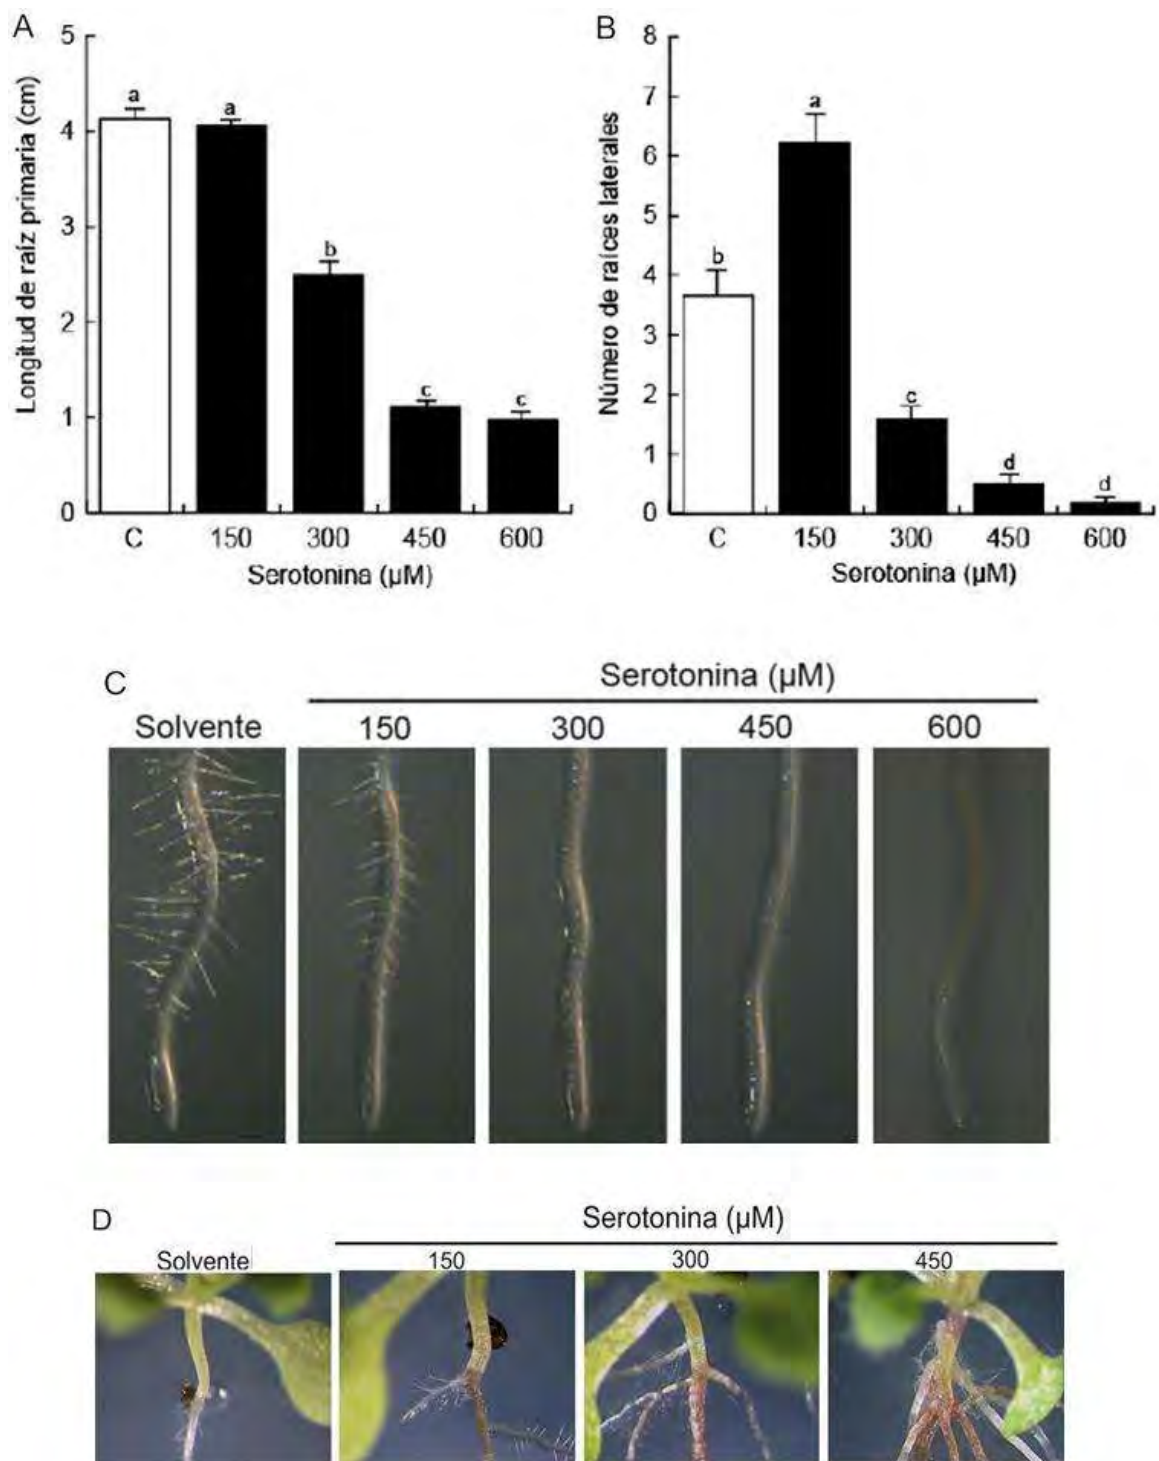 A
5
4
3
2
1
0
Longitud de raíz primaria (cm)
a
a
b
c
c
C 150 300 450 600
Serotonina (µM)
B
8
7
6
5
4
3
2
1
0
Número de raíces laterales
b
a
c
d
d
C 150 300 450 600
Serotonina (µM)
C
Serotonina (µM)
Solvente 150 300 450 600
D
Serotonina (µM)
Solvente 150 300 450